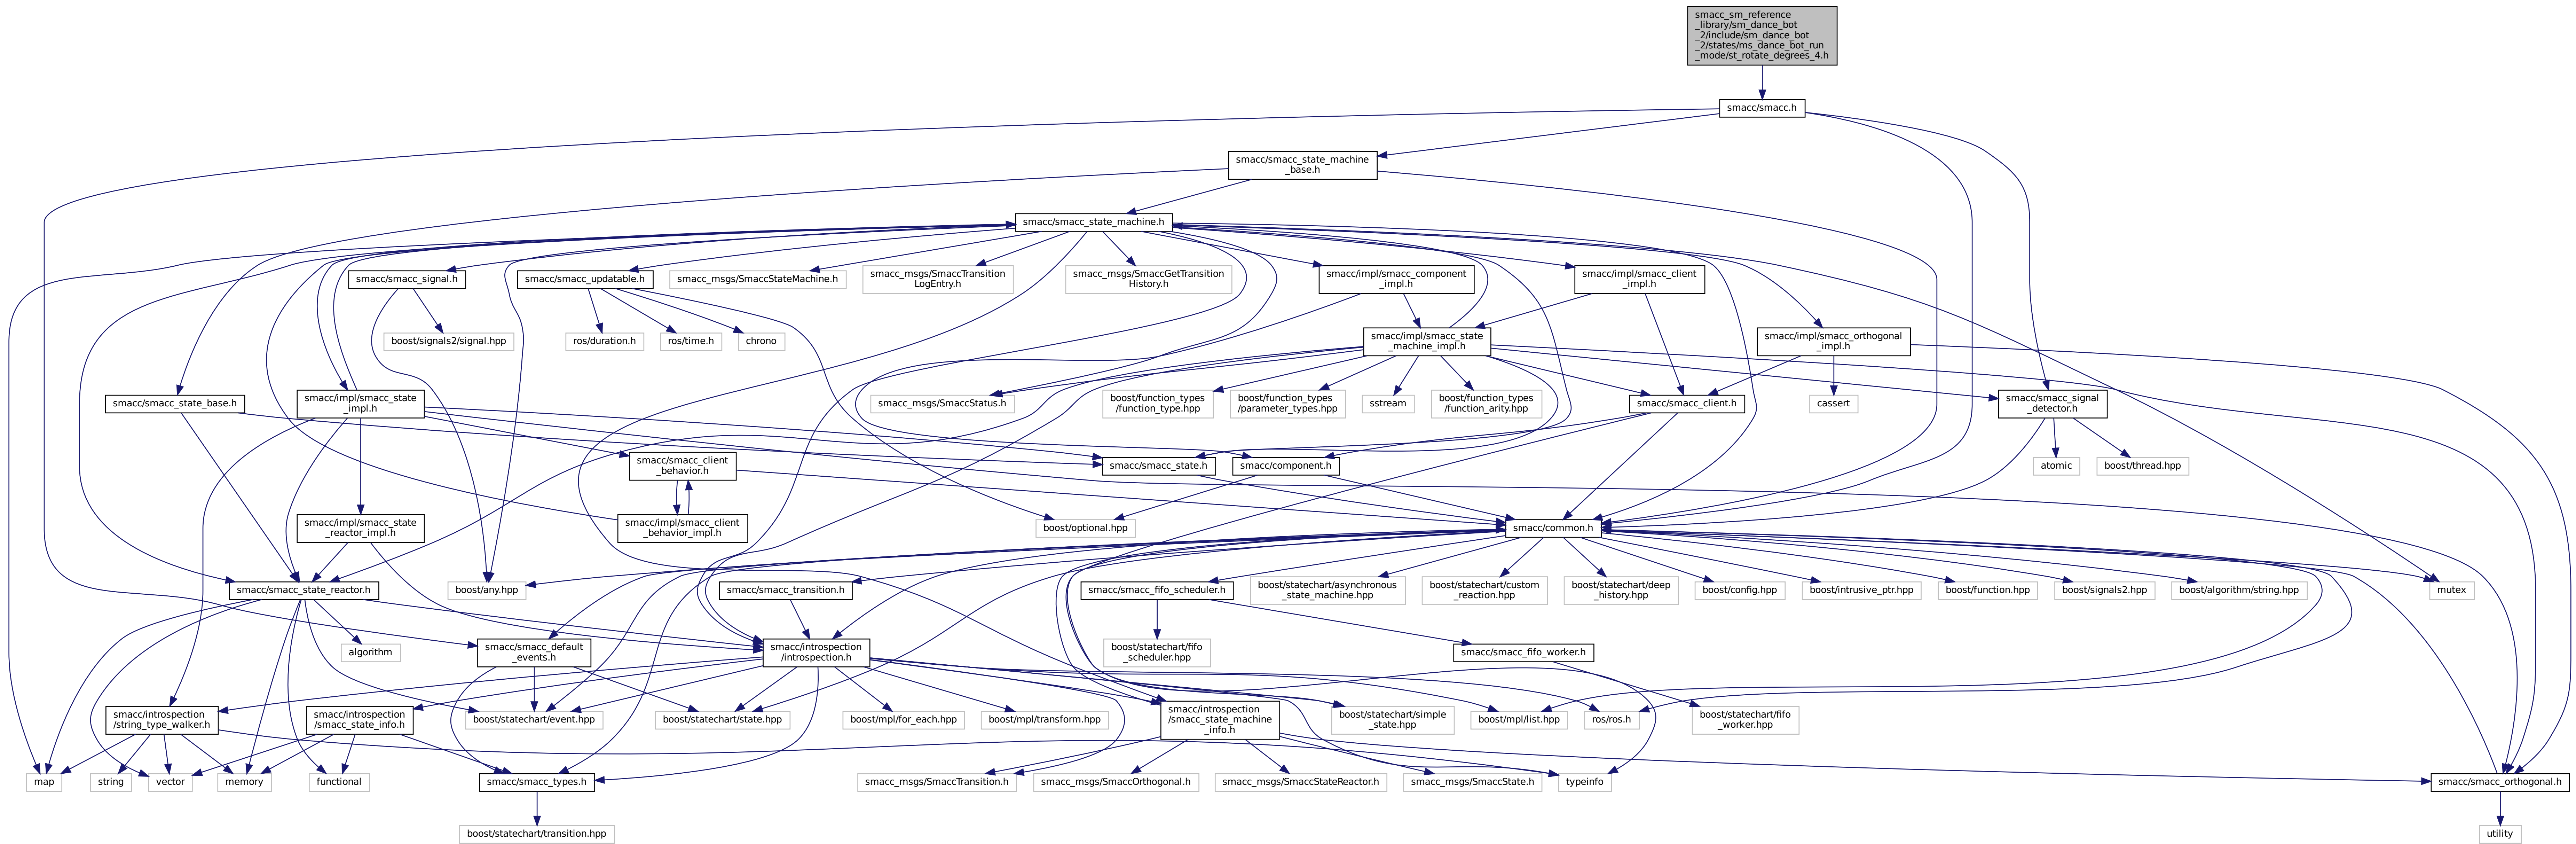 smacc_sm_reference
_library/sm_dance_bot
_2/include/sm_dance_bot
_2/states/ms_dance_bot_run
_mode/st_rotate_degrees_4.h
smacc/smacc.h
smacc/smacc_state_machine
_base.h
smacc/smacc_state_machine.h
smacc/smacc_signal.h
smacc/smacc_updatable.h
smacc_msgs/SmaccStateMachine.h
smacc_msgs/SmaccTransition
LogEntry.h
smacc_msgs/SmaccGetTransition
History.h
smacc/impl/smacc_component
_impl.h
smacc/impl/smacc_client
_impl.h
boost/signals2/signal.hpp
ros/duration.h
ros/time.h
chrono
smacc/impl/smacc_state
_machine_impl.h
smacc/impl/smacc_orthogonal
_impl.h
smacc/smacc_state_base.h
smacc/impl/smacc_state
_impl.h
smacc_msgs/SmaccStatus.h
boost/function_types
/function_type.hpp
boost/function_types
/parameter_types.hpp
sstream
boost/function_types
/function_arity.hpp
smacc/smacc_client.h
cassert
smacc/smacc_signal
_detector.h
smacc/smacc_client
_behavior.h
smacc/smacc_state.h
smacc/component.h
atomic
boost/thread.hpp
smacc/impl/smacc_state
_reactor_impl.h
smacc/impl/smacc_client
_behavior_impl.h
boost/optional.hpp
smacc/common.h
smacc/smacc_state_reactor.h
boost/any.hpp
smacc/smacc_transition.h
smacc/smacc_fifo_scheduler.h
boost/statechart/asynchronous
_state_machine.hpp
boost/statechart/custom
_reaction.hpp
boost/statechart/deep
_history.hpp
boost/config.hpp
boost/intrusive_ptr.hpp
boost/function.hpp
boost/signals2.hpp
boost/algorithm/string.hpp
mutex
algorithm
smacc/smacc_default
_events.h
smacc/introspection
/introspection.h
boost/statechart/fifo
_scheduler.hpp
smacc/smacc_fifo_worker.h
smacc/introspection
/string_type_walker.h
smacc/introspection
/smacc_state_info.h
boost/statechart/event.hpp
boost/statechart/state.hpp
boost/mpl/for_each.hpp
boost/mpl/transform.hpp
smacc/introspection
/smacc_state_machine
_info.h
boost/statechart/simple
_state.hpp
boost/mpl/list.hpp
ros/ros.h
boost/statechart/fifo
_worker.hpp
map
string
vector
memory
functional
smacc/smacc_types.h
smacc_msgs/SmaccTransition.h
smacc_msgs/SmaccOrthogonal.h
smacc_msgs/SmaccStateReactor.h
smacc_msgs/SmaccState.h
typeinfo
smacc/smacc_orthogonal.h
boost/statechart/transition.hpp
utility